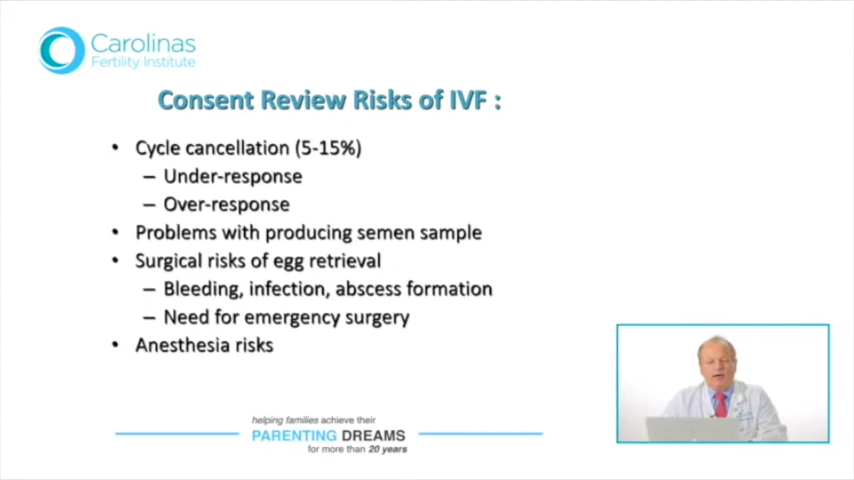 Carolinas
Fertility Institute
Consent Review Risks of IVF :
• Cycle cancellation (5-15%)
– Under-response
– Over-response
• Problems with producing semen sample
• Surgical risks of egg retrieval
– Bleeding, infection, abscess formation
– Need for emergency surgery
• Anesthesia risks
helping families achieve their
PARENTING DREAMS
for more than 20 years